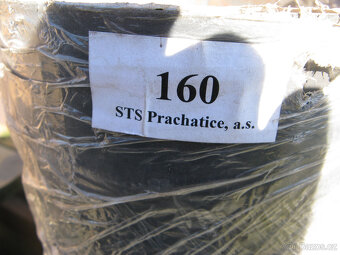 160
STS Prachatice, a.s.